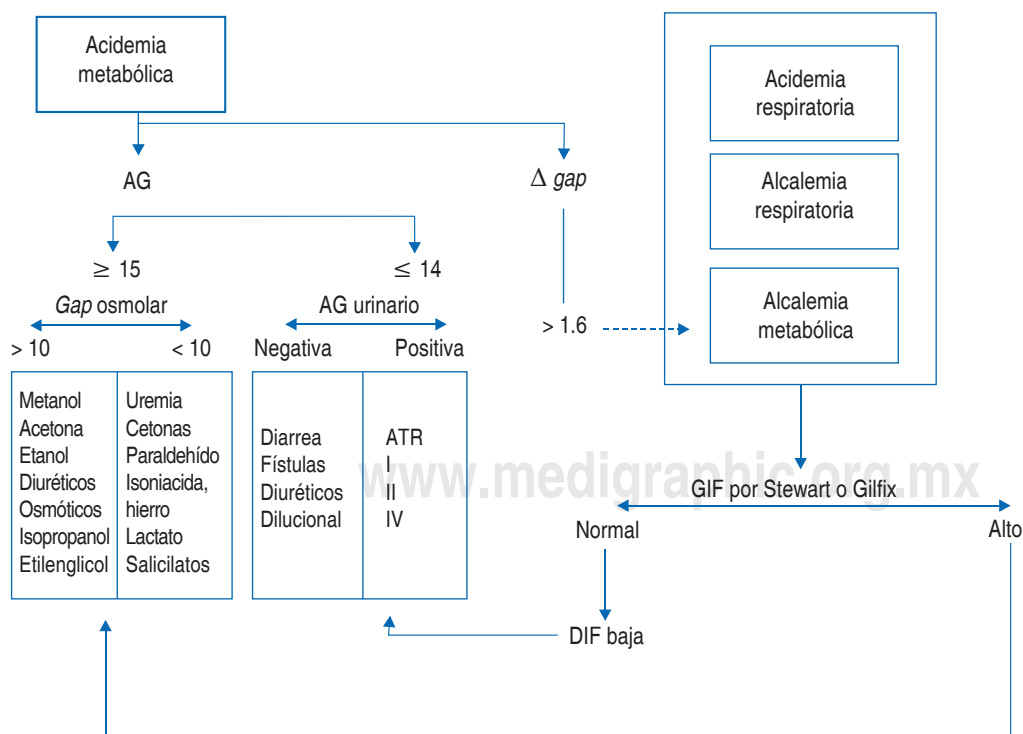 Acidemia
metabólica
AG
Δ gap
≥ 15
≤ 14
Gap osmolar
AG urinario
> 10
< 10
Negativa
Positiva
> 1.6
Metanol
Acetona
Etanol
Diuréticos
Osmóticos
Isopropanol
Etilenglicol
Uremia
Cetonas
Paraldehído
Isoniacida,
hierro
Lactato
Salicilatos
Diarrea
Fístulas
Diuréticos
Dilucional
ATR
I
II
IV
Acidemia
respiratoria
Alcalemia
respiratoria
Alcalemia
metabólica
www.medigraphic.org.mx
GIF por Stewart o Gilfix
Normal
Alto
DIF baja